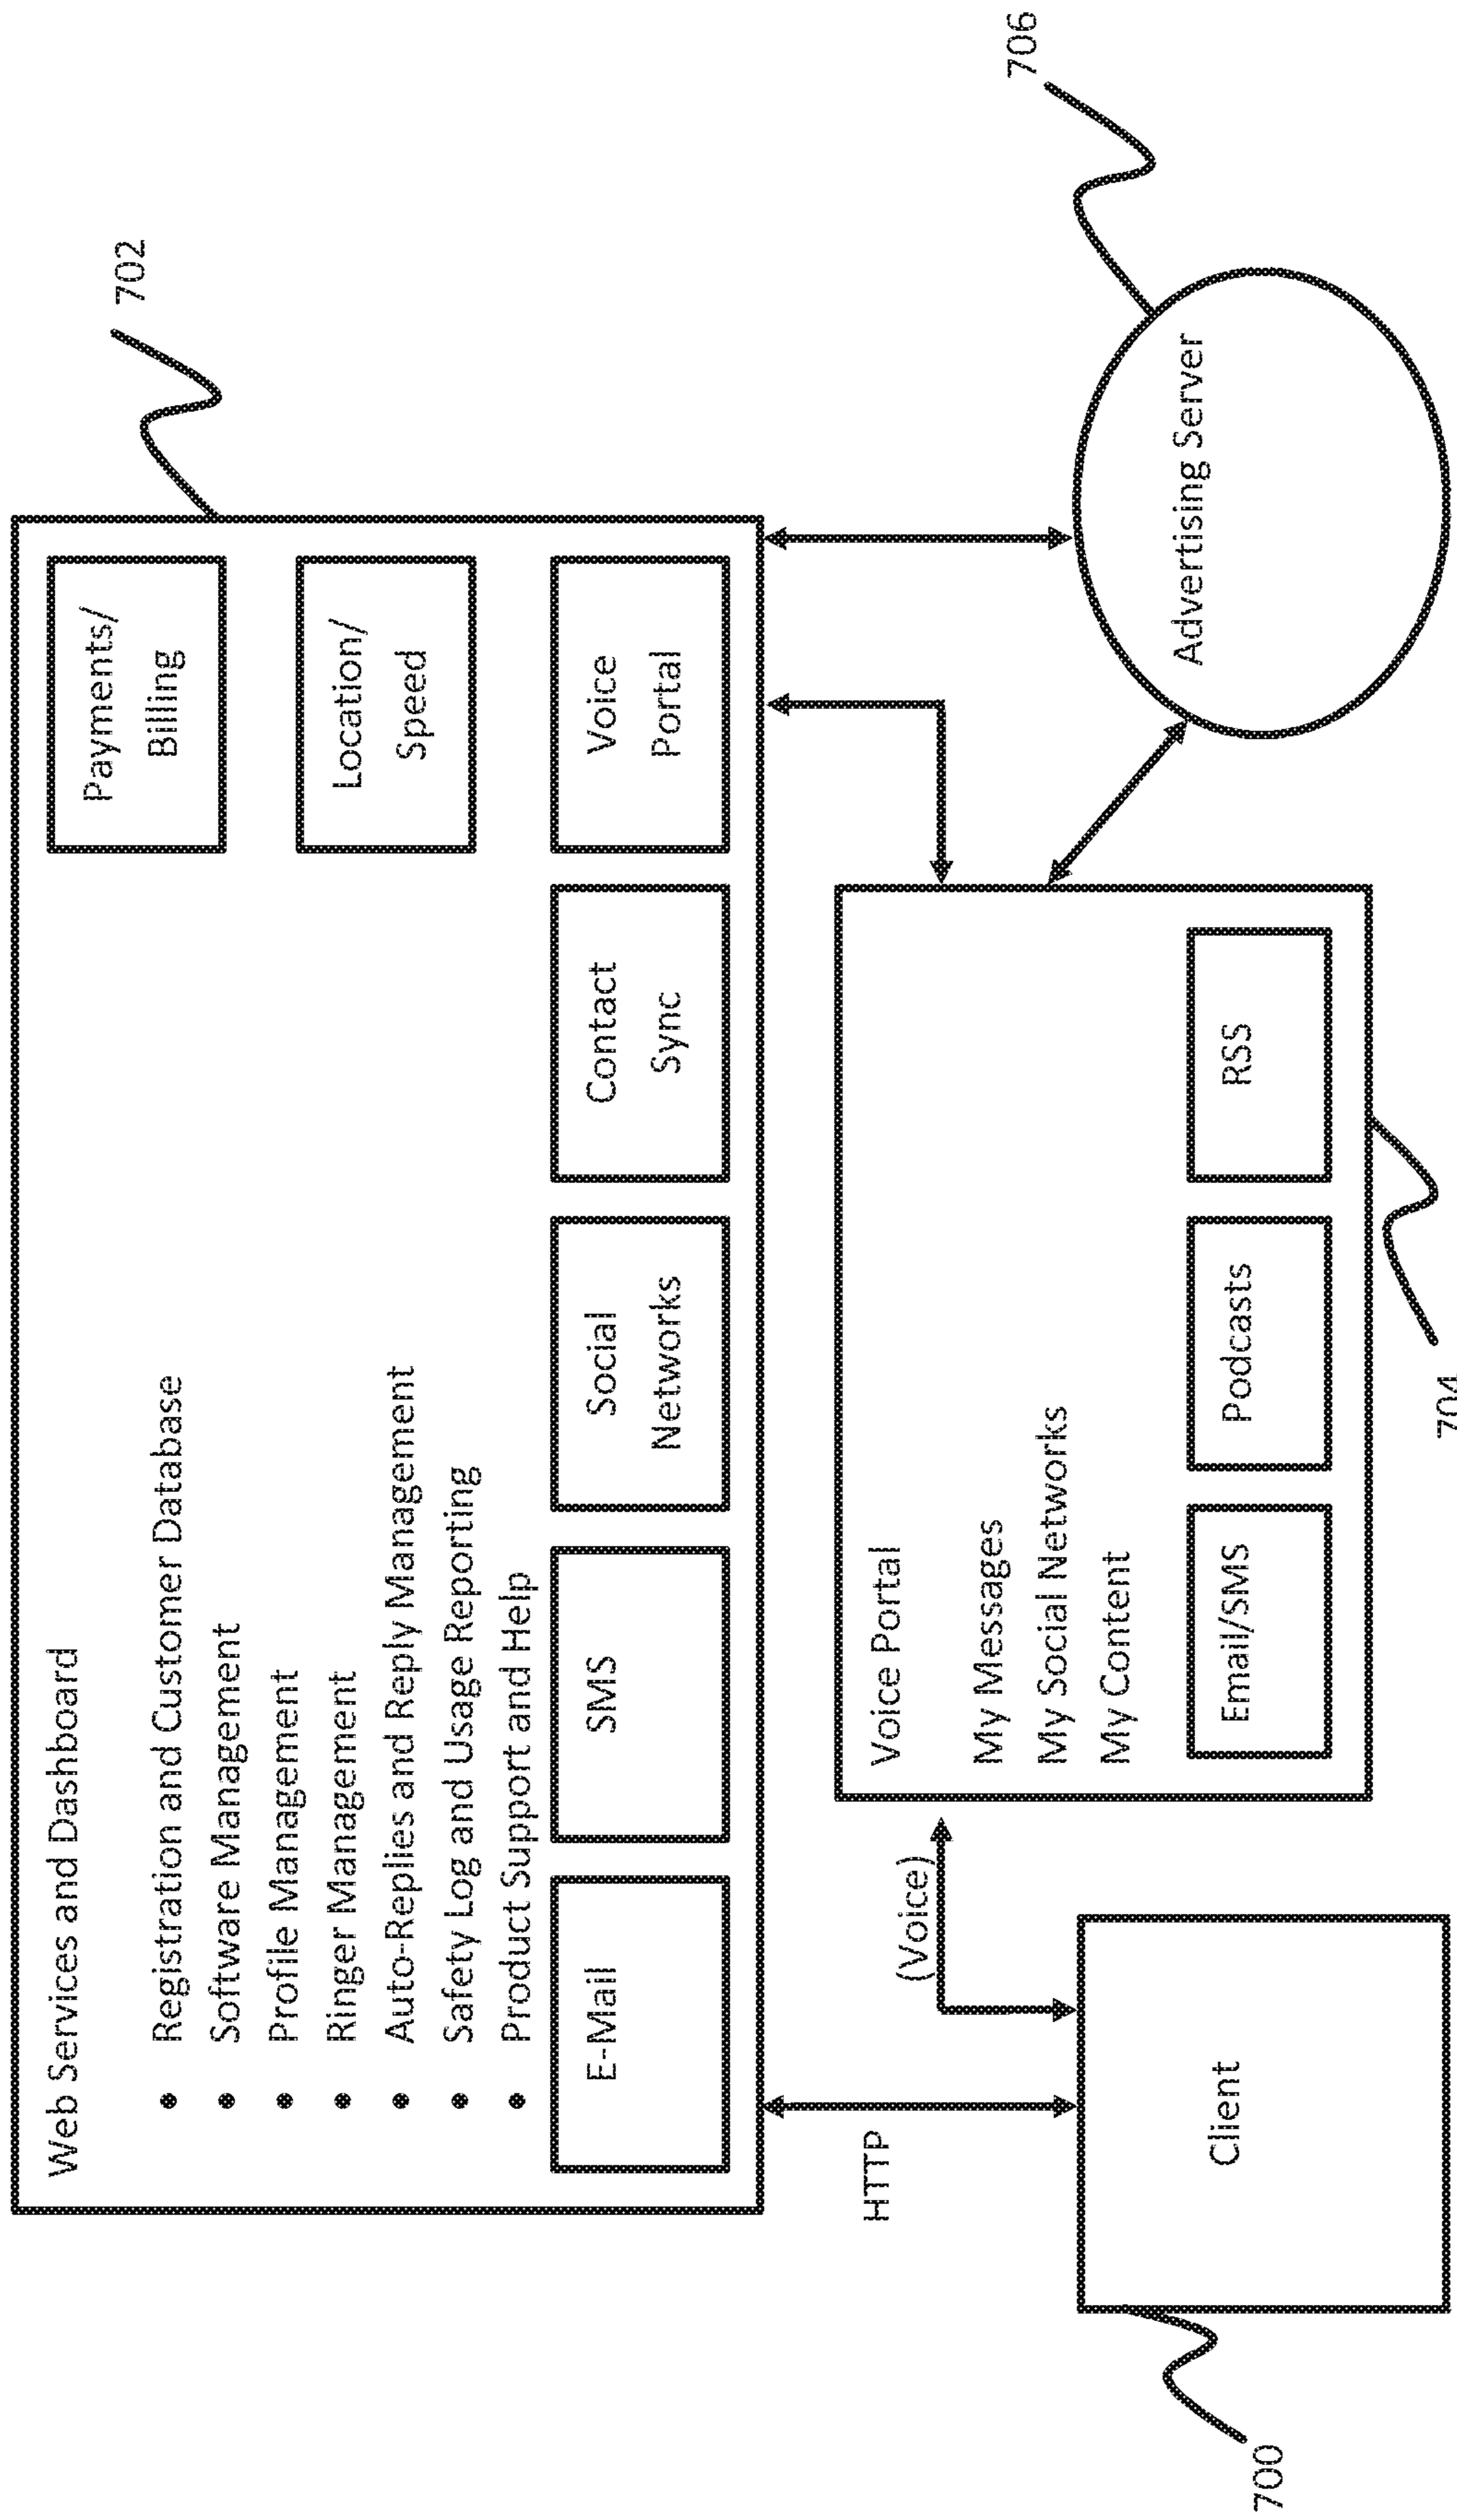 702
Web Services and Dashboard
• Registration and Customer Database
• Software Management
• Profile Management
• Ringer Management
• Auto-Replies and Reply Management
• Safety Log and Usage Reporting
• Product Support and Help
Payments/
Billing
Location/
Speed
E-Mail
SMS
Social
Networks
Contact
Sync
Voice
Portal
HTTP
(Voice)
Voice Portal
My Messages
My Social Networks
My Content
Email/SMS
Podcasts
RSS
706
Advertising Server
Client
700
704